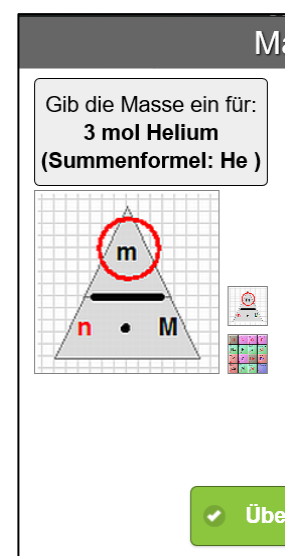 Ma
Gib die Masse ein für:
3 mol Helium
(Summenformel: He )
m
n • M
Übe